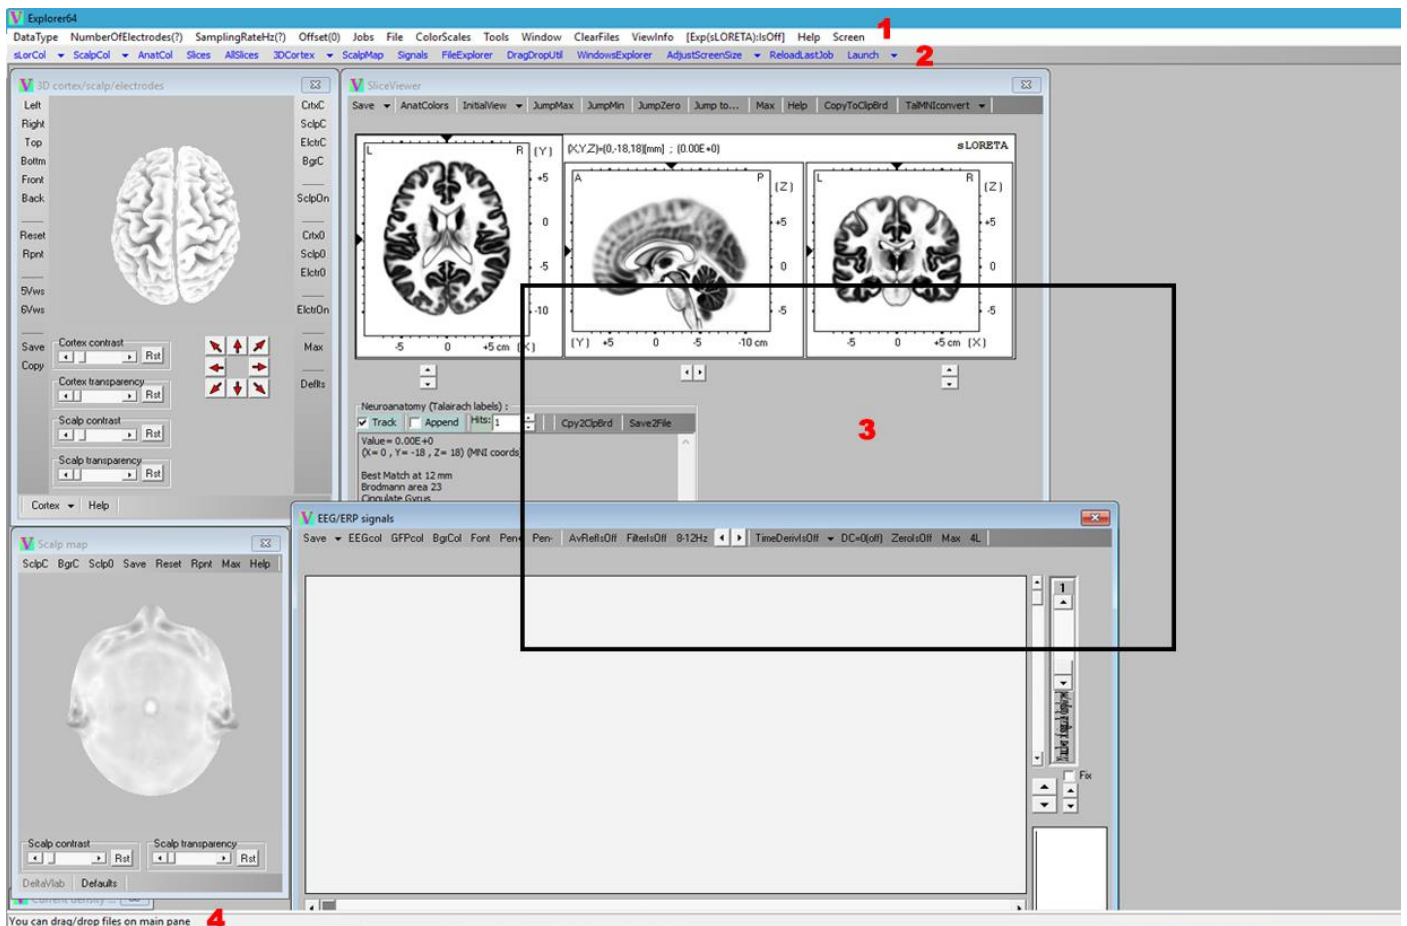 Explorer64
DataType NumberOfElectrodes(?) SamplingRateHz(?) Offset(0) Jobs File ColorScales Tools Window ClearFiles ViewInfo [Exp(sLORETA):IsOff] Help Screen
1
sLorCol ScalpCol AnatCol Slices AllSlices 3DCortex ScalpMap Signals FileExplorer DragDropUtil WindowsExplorer AdjustScreenSize ReloadLastJob Launch
2
3D cortex/scalp/electrodes
Left
Right
Top
Bottm
Front
Back
Reset
Rpnt
5Vws
6Vws
Save
Copy
CrtxC
SclpC
ElctrC
BgrC
SclpOn
Crtx0
Sclp0
Elctr0
ElctrOn
Max
Deflts
Cortex contrast
Rst
Cortex transparency
Rst
Scalp contrast
Rst
Scalp transparency
Rst
Cortex Help
SliceViewer
Save AnatColors InitialView JumpMax JumpMin JumpZero Jump to... Max Help CopyToClipBrd TalMNIconvert
L R (Y)
+5
0
-5
-10
-5 0 +5 cm (X)
(X,Y,Z)=(0,-18,18)[mm] ; (0.00E+0)
sLORETA
A P (Z)
+5
0
-5
(Y) +5 0 -5 -10 cm
L R (Z)
+5
0
-5
-5 0 +5 cm (X)
Neuroanatomy (Talairach labels) :
Track Append Hits: 1 Cpy2ClpBrd Save2File
Value= 0.00E+0
(X= 0 , Y= -18 , Z= 18) (MNI coords)
Best Match at 12 mm
Brodmann area 23
Cingulate Gyrus
3
Scalp map
SclpC BgrC Sclp0 Save Reset Rpnt Max Help
Scalp contrast
Rst
Scalp transparency
Rst
DeltaVlab Defaults
EEG/ERP signals
Save EEGcol GFPcol BgrCol Font Pen+ Pen- AvRefIsOff FilterIsOff 8-12Hz TimeDerivIsOff DC=0(off) ZeroIsOff Max 4L
1
Fix
Current density ...
You can drag/drop files on main pane
4